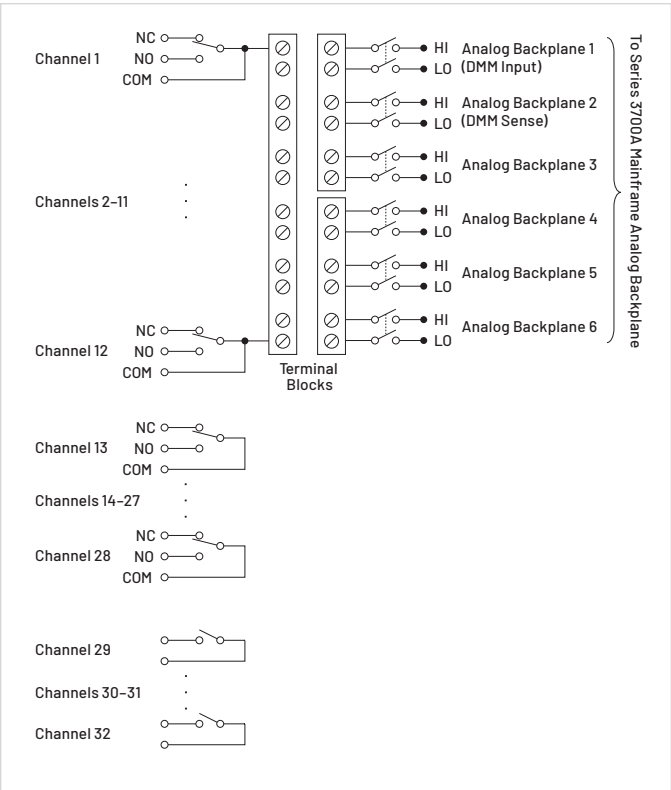 Channel 1
NC
NO
COM
HI
LO
Analog Backplane 1
(DMM Input)
HI
LO
Analog Backplane 2
(DMM Sense)
HI
LO
Analog Backplane 3
Channels 2–11
HI
LO
Analog Backplane 4
HI
LO
Analog Backplane 5
HI
LO
Analog Backplane 6
To Series 3700A Mainframe Analog Backplane
Channel 12
NC
NO
COM
Terminal
Blocks
Channel 13
NC
NO
COM
Channels 14–27
Channel 28
NC
NO
COM
Channel 29
Channels 30–31
Channel 32